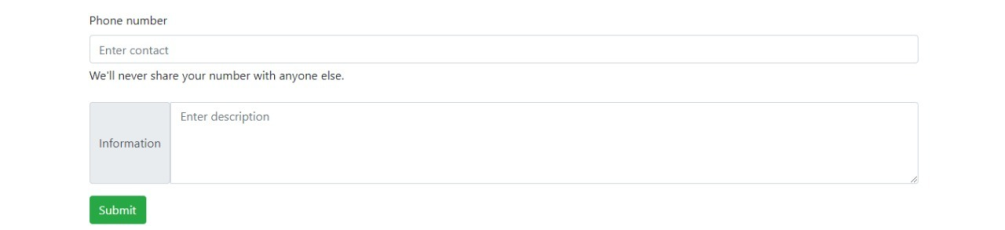 Phone number
Enter contact
We'll never share your number with anyone else.
Enter description
Information
Submit